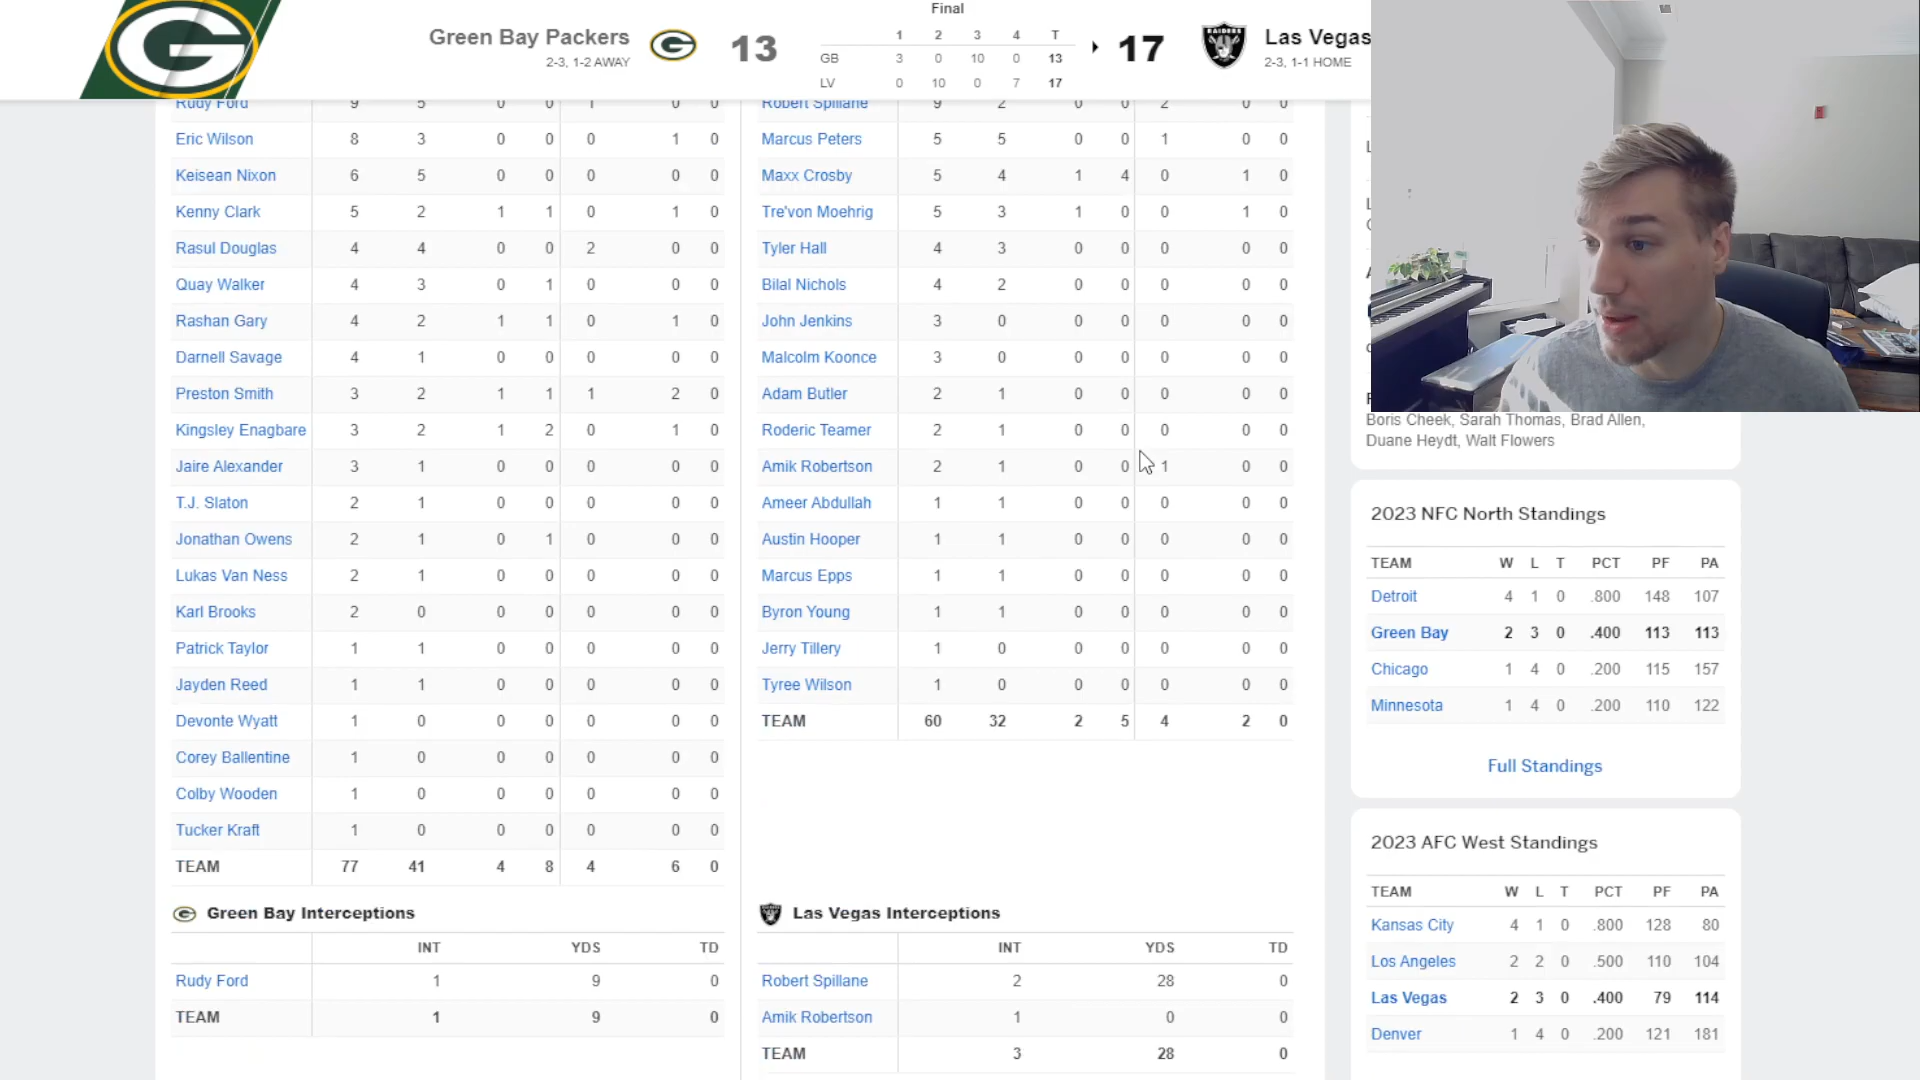 Final
Green Bay Packers
2-3, 1-2 AWAY
13
1 2 3 4 T
GB 3 0 10 0 13
LV 0 10 0 7 17
17
RAIDERS
Las Vegas
2-3, 1-1 HOME
Rudy Ford 9 5 0 0 1 0 0
Eric Wilson 8 3 0 0 0 1 0
Keisean Nixon 6 5 0 0 0 0 0
Kenny Clark 5 2 1 1 0 1 0
Rasul Douglas 4 4 0 0 2 0 0
Quay Walker 4 3 0 1 0 0 0
Rashan Gary 4 2 1 1 0 1 0
Darnell Savage 4 1 0 0 0 0 0
Preston Smith 3 2 1 1 1 2 0
Kingsley Enagbare 3 2 1 2 0 1 0
Jaire Alexander 3 1 0 0 0 0 0
T.J. Slaton 2 1 0 0 0 0 0
Jonathan Owens 2 1 0 1 0 0 0
Lukas Van Ness 2 1 0 0 0 0 0
Karl Brooks 2 0 0 0 0 0 0
Patrick Taylor 1 1 0 0 0 0 0
Jayden Reed 1 1 0 0 0 0 0
Devonte Wyatt 1 0 0 0 0 0 0
Corey Ballentine 1 0 0 0 0 0 0
Colby Wooden 1 0 0 0 0 0 0
Tucker Kraft 1 0 0 0 0 0 0
TEAM 77 41 4 8 4 6 0
Robert Spillane 9 2 0 0 2 0 0
Marcus Peters 5 5 0 0 1 0 0
Maxx Crosby 5 4 1 4 0 1 0
Tre'von Moehrig 5 3 1 0 0 1 0
Tyler Hall 4 3 0 0 0 0 0
Bilal Nichols 4 2 0 0 0 0 0
John Jenkins 3 0 0 0 0 0 0
Malcolm Koonce 3 0 0 0 0 0 0
Adam Butler 2 1 0 0 0 0 0
Roderic Teamer 2 1 0 0 0 0 0
Amik Robertson 2 1 0 0 1 0 0
Ameer Abdullah 1 1 0 0 0 0 0
Austin Hooper 1 1 0 0 0 0 0
Marcus Epps 1 1 0 0 0 0 0
Byron Young 1 1 0 0 0 0 0
Jerry Tillery 1 0 0 0 0 0 0
Tyree Wilson 1 0 0 0 0 0 0
TEAM 60 32 2 5 4 2 0
Green Bay Interceptions
INT YDS TD
Rudy Ford 1 9 0
TEAM 1 9 0
Las Vegas Interceptions
INT YDS TD
Robert Spillane 2 28 0
Amik Robertson 1 0 0
TEAM 3 28 0
Boris Cheek, Sarah Thomas, Brad Allen,
Duane Heydt, Walt Flowers
2023 NFC North Standings
TEAM W L T PCT PF PA
Detroit 4 1 0 .800 148 107
Green Bay 2 3 0 .400 113 113
Chicago 1 4 0 .200 115 157
Minnesota 1 4 0 .200 110 122
Full Standings
2023 AFC West Standings
TEAM W L T PCT PF PA
Kansas City 4 1 0 .800 128 80
Los Angeles 2 2 0 .500 110 104
Las Vegas 2 3 0 .400 79 114
Denver 1 4 0 .200 121 181